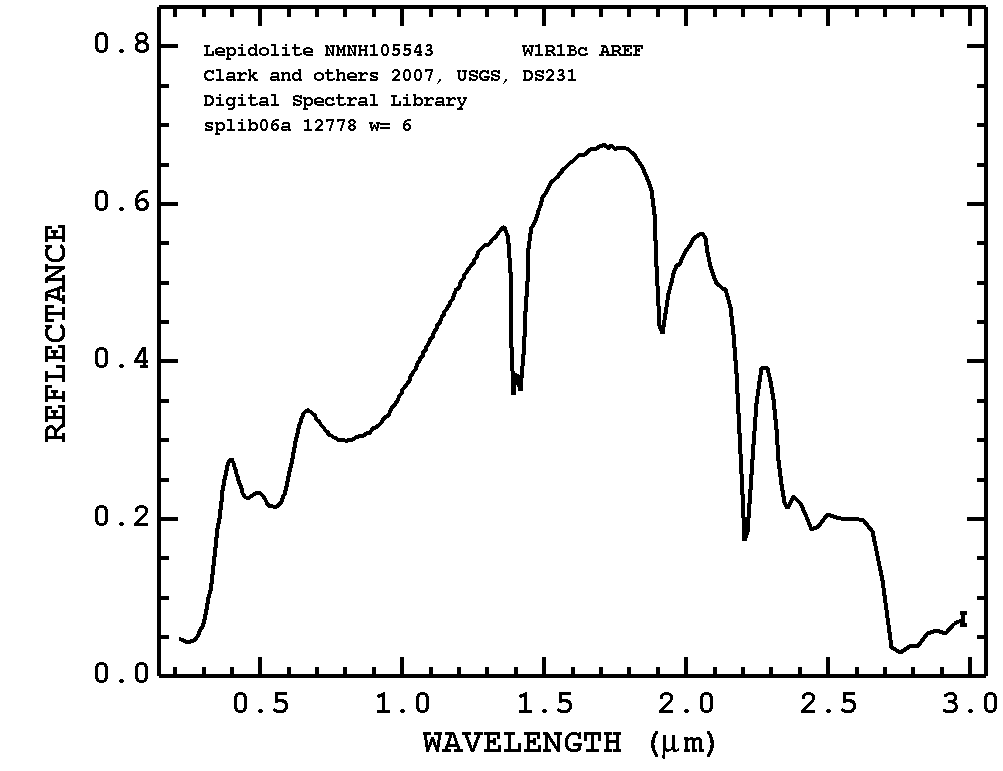 Lepidolite NMNH105543 W1R1Bc AREF
Clark and others 2007, USGS, DS231
Digital Spectral Library
splib06a 12778 w= 6
0.8
0.6
0.4
0.2
0.0
REFLECTANCE
0.5 1.0 1.5 2.0 2.5 3.0
WAVELENGTH (μm)